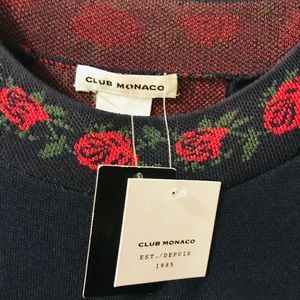 CLUB MONACO
CLUB MONACO
EST./DEPUIS
1985